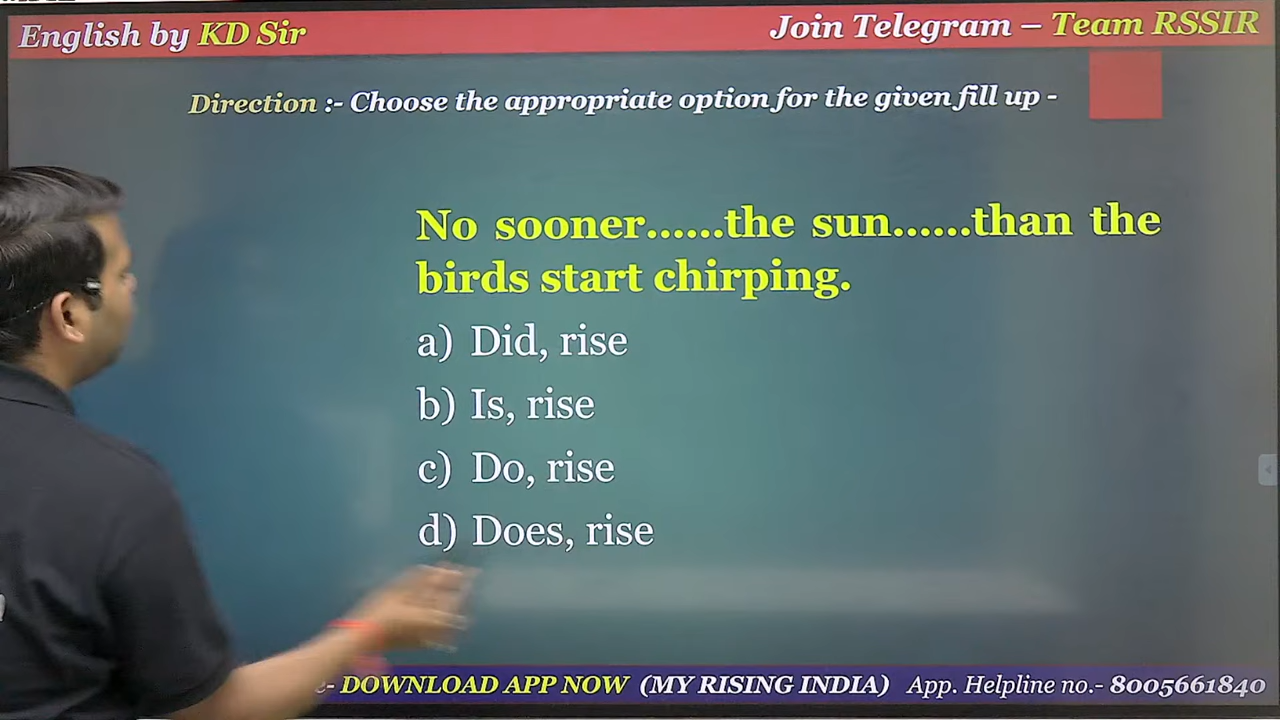 English by KD Sir
Join Telegram – Team RSSIR
Direction :- Choose the appropriate option for the given fill up -
No sooner......the sun......than the
birds start chirping.
a) Did, rise
b) Is, rise
c) Do, rise
d) Does, rise
DOWNLOAD APP NOW (MY RISING INDIA) App. Helpline no.- 8005661840